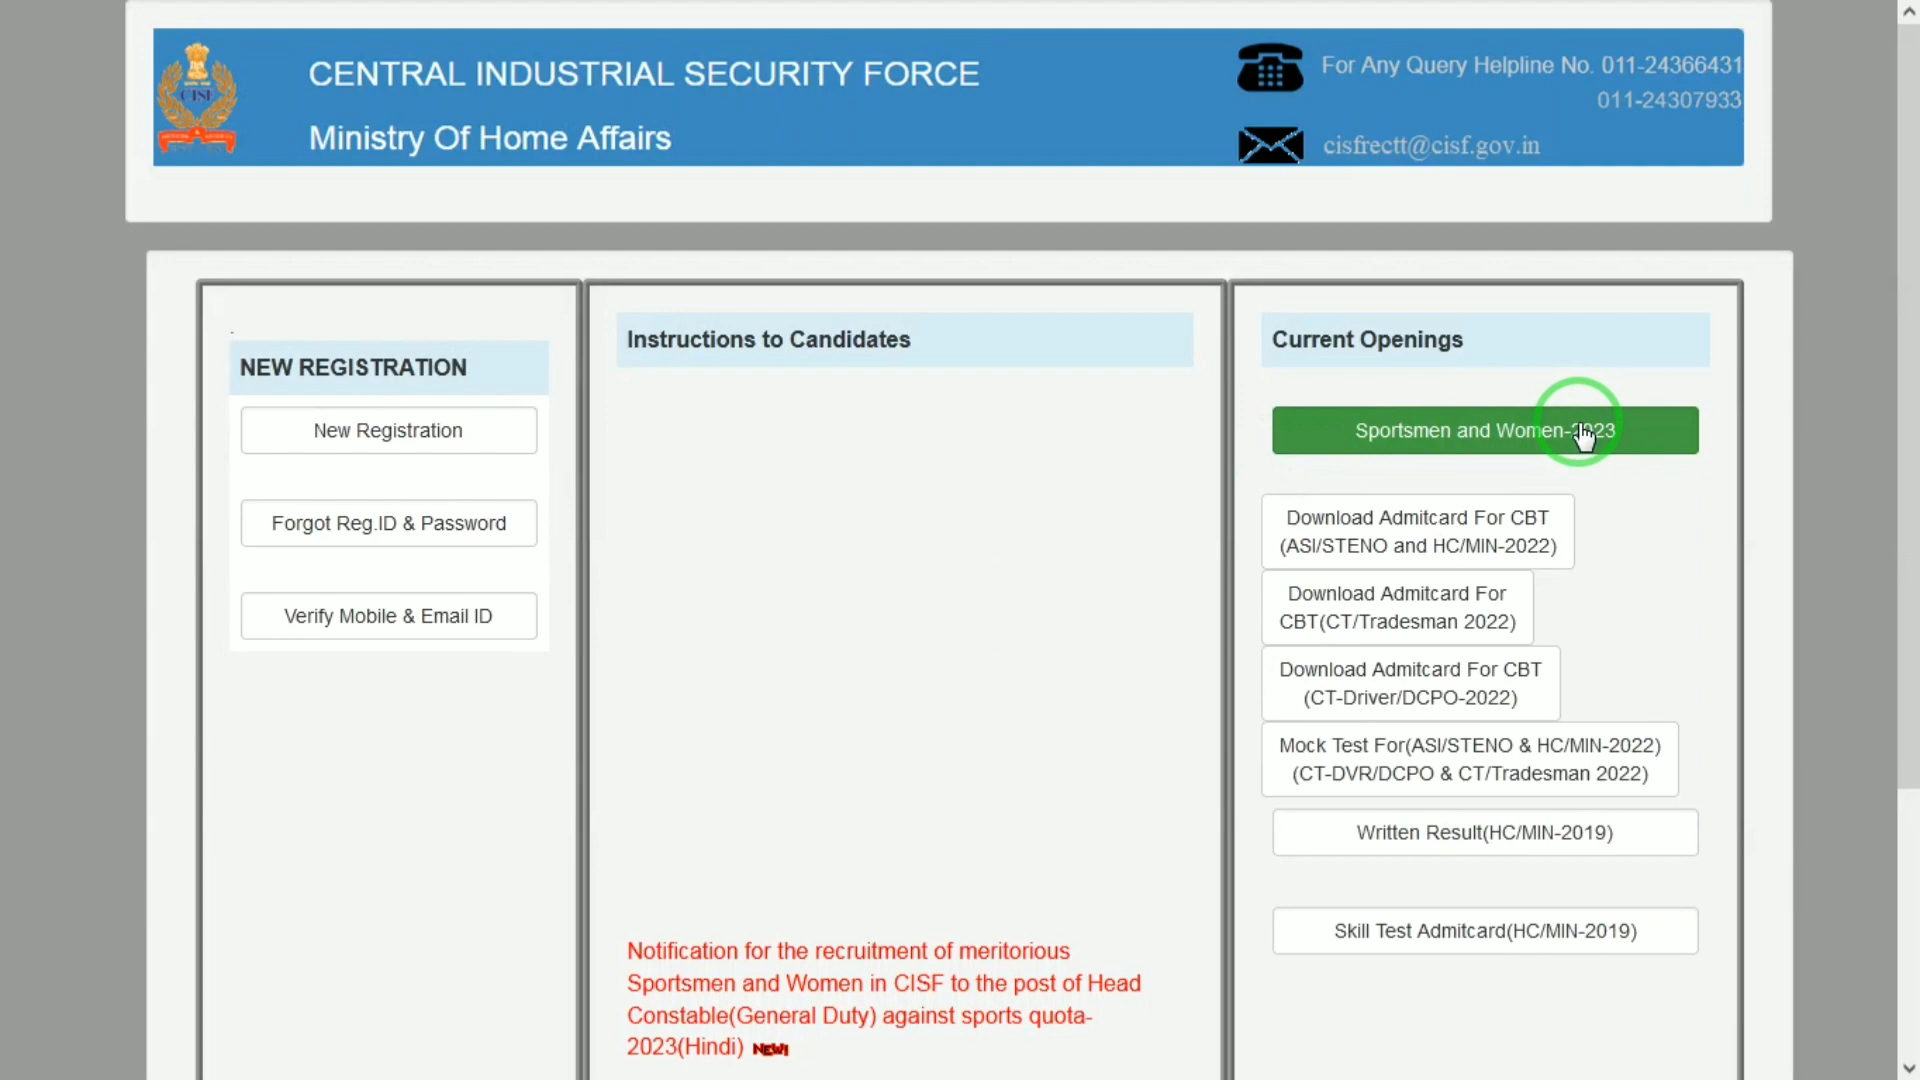 CISF
CENTRAL INDUSTRIAL SECURITY FORCE
Ministry Of Home Affairs
For Any Query Helpline No. 011-24366431
011-24307933
cisfrectt@cisf.gov.in
NEW REGISTRATION
New Registration
Forgot Reg.ID & Password
Verify Mobile & Email ID
Instructions to Candidates
Notification for the recruitment of meritorious
Sportsmen and Women in CISF to the post of Head
Constable(General Duty) against sports quota-
2023(Hindi) NEW!
Current Openings
Sportsmen and Women-2023
Download Admitcard For CBT
(ASI/STENO and HC/MIN-2022)
Download Admitcard For
CBT(CT/Tradesman 2022)
Download Admitcard For CBT
(CT-Driver/DCPO-2022)
Mock Test For(ASI/STENO & HC/MIN-2022)
(CT-DVR/DCPO & CT/Tradesman 2022)
Written Result(HC/MIN-2019)
Skill Test Admitcard(HC/MIN-2019)